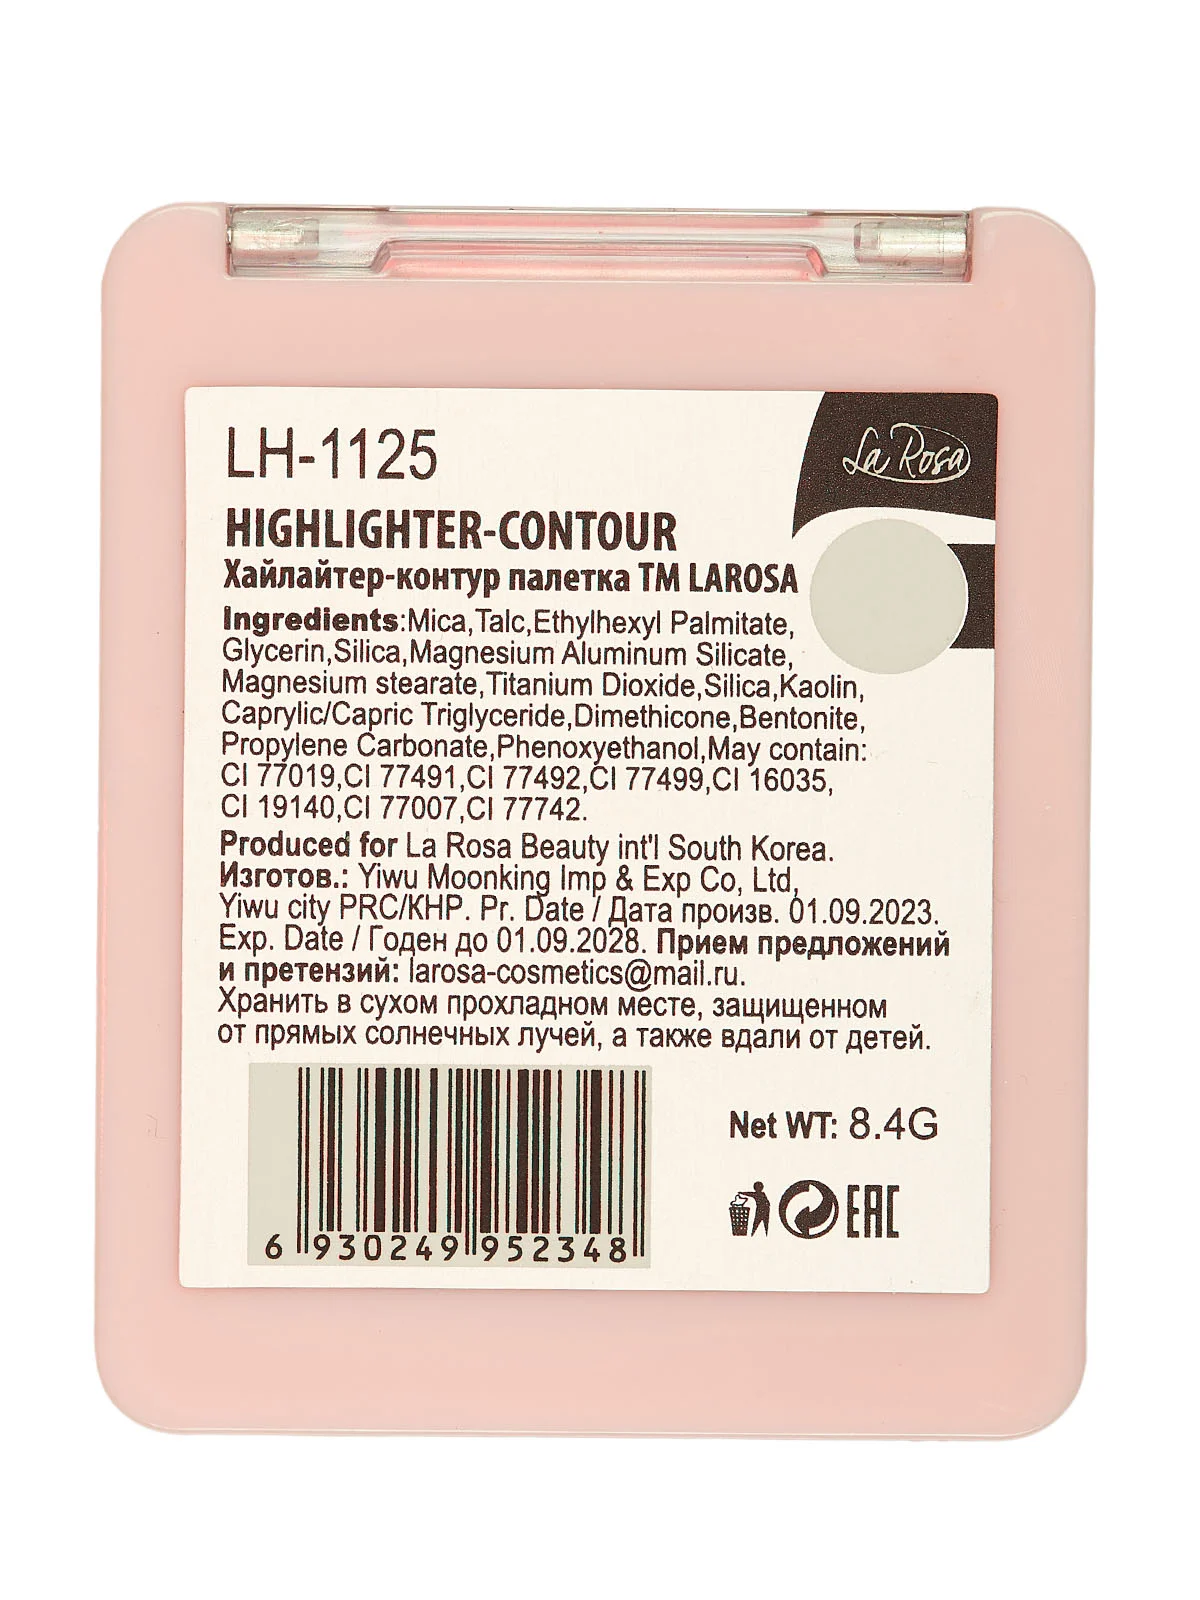 LH-1125
La Rosa
HIGHLIGHTER-CONTOUR
Хайлайтер-контур палетка ТМ LAROSA
Ingredients:Mica,Talc,Ethylhexyl Palmitate,
Glycerin,Silica,Magnesium Aluminum Silicate,
Magnesium stearate,Titanium Dioxide,Silica,Kaolin,
Caprylic/Capric Triglyceride,Dimethicone,Bentonite,
Propylene Carbonate,Phenoxyethanol,May contain:
CI 77019,CI 77491,CI 77492,CI 77499,CI 16035,
CI 19140,CI 77007,CI 77742.
Produced for La Rosa Beauty int'l South Korea.
Изготов.: Yiwu Moonking Imp & Exp Co, Ltd,
Yiwu city PRC/КНР. Pr. Date / Дата произв. 01.09.2023.
Exp. Date / Годен до 01.09.2028. Прием предложений
и претензий: larosa-cosmetics@mail.ru.
Хранить в сухом прохладном месте, защищенном
от прямых солнечных лучей, а также вдали от детей.
Net WT: 8.4G
EAC
6 930249 952348